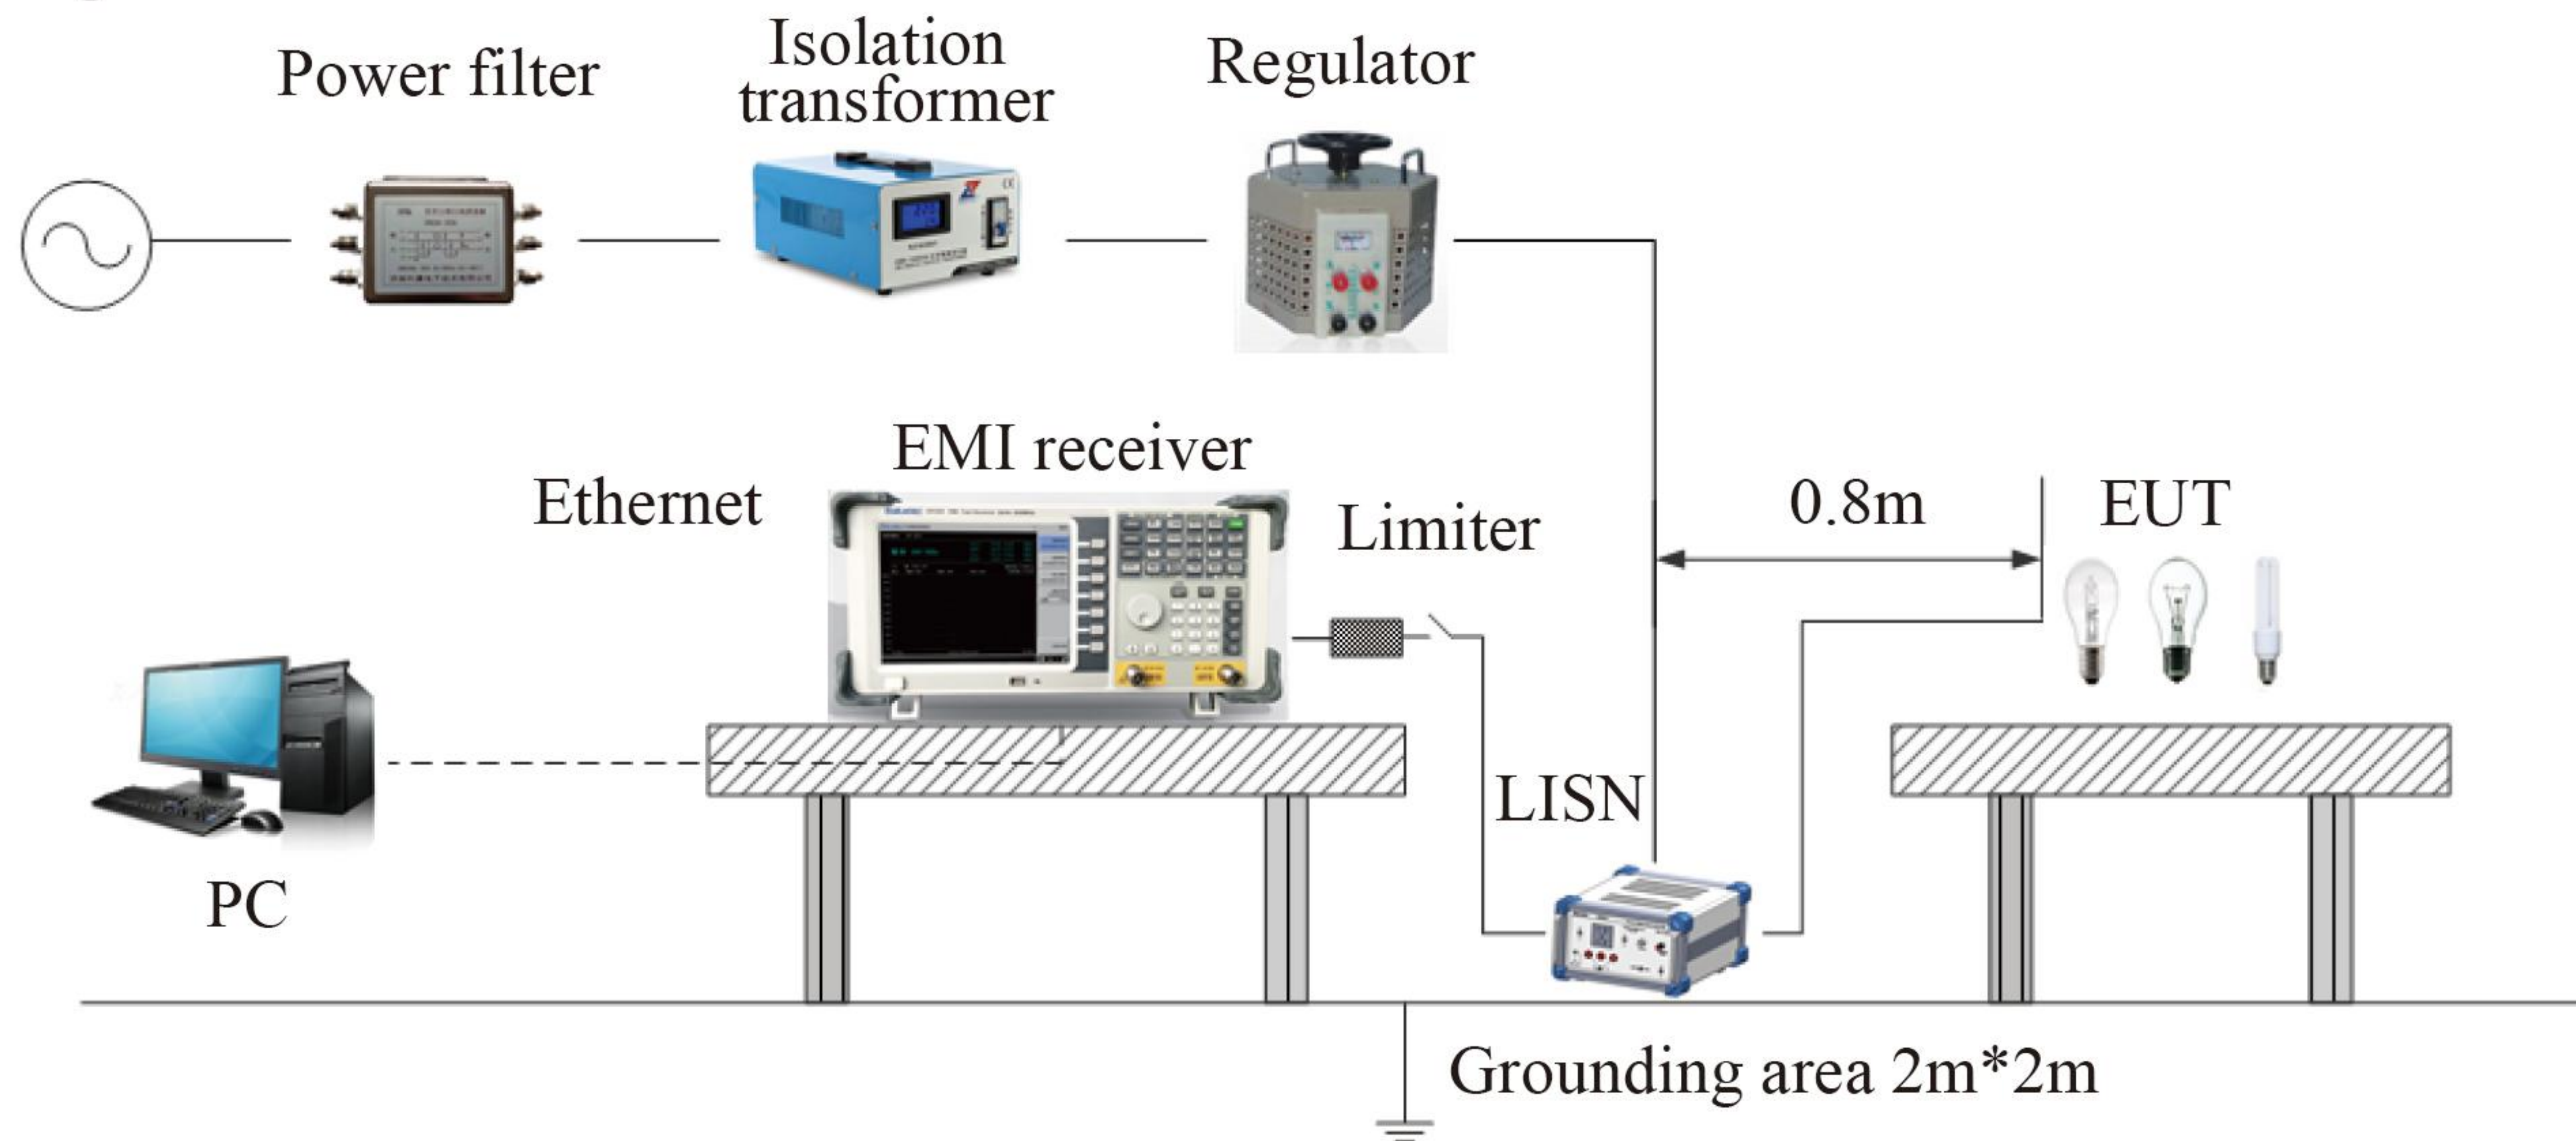 Power filter
Isolation
transformer
Regulator
EMI receiver
Ethernet
Limiter
0.8m
EUT
LISN
PC
Grounding area 2m*2m